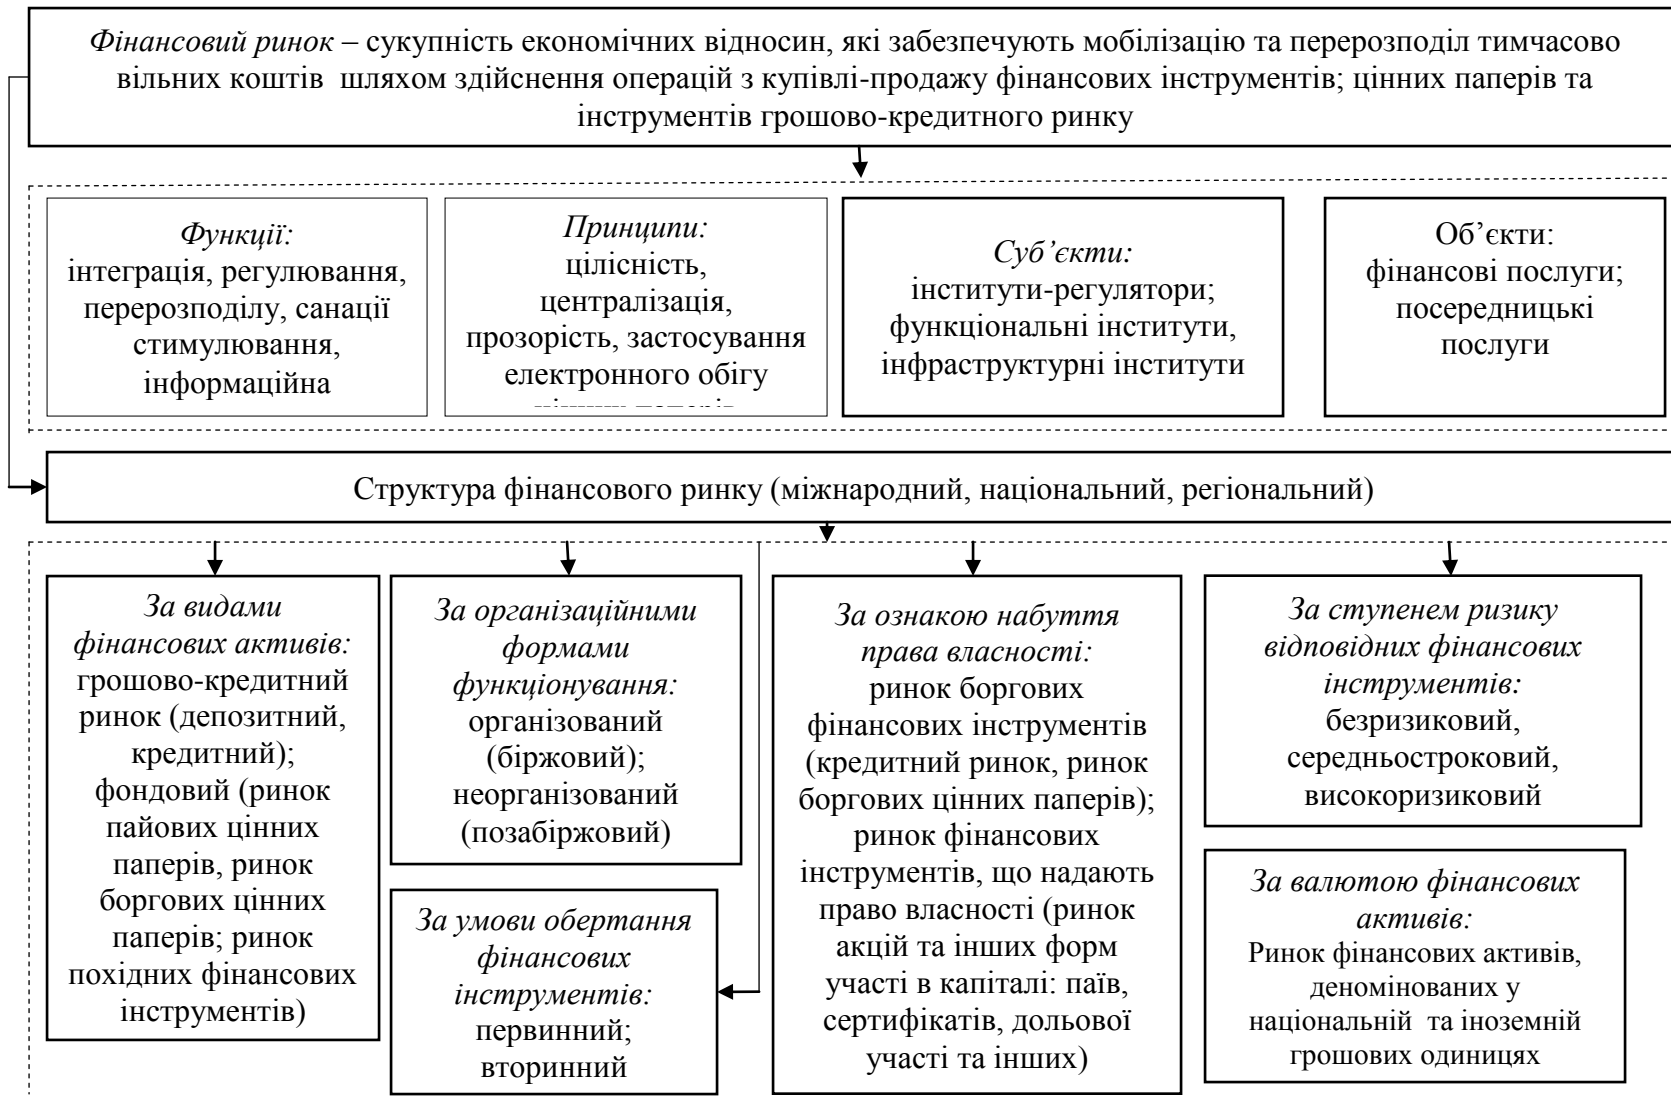 Фінансовий ринок – сукупність економічних відносин, які забезпечують мобілізацію та перерозподіл тимчасово
вільних коштів шляхом здійснення операцій з купівлі-продажу фінансових інструментів; цінних паперів та
інструментів грошово-кредитного ринку
Функції:
інтеграція, регулювання,
перерозподілу, санації
стимулювання,
інформаційна
Принципи:
цілісність,
централізація,
прозорість, застосування
електронного обігу
Суб’єкти:
інститути-регулятори;
функціональні інститути,
інфраструктурні інститути
Об’єкти:
фінансові послуги;
посередницькі
послуги
Структура фінансового ринку (міжнародний, національний, регіональний)
За видами
фінансових активів:
грошово-кредитний
ринок (депозитний,
кредитний);
фондовий (ринок
пайових цінних
паперів, ринок
боргових цінних
паперів; ринок
похідних фінансових
інструментів)
За організаційними
формами
функціонування:
організований
(біржовий);
неорганізований
(позабіржовий)
За умови обертання
фінансових
інструментів:
первинний;
вторинний
За ознакою набуття
права власності:
ринок боргових
фінансових інструментів
(кредитний ринок, ринок
боргових цінних паперів);
ринок фінансових
інструментів, що надають
право власності (ринок
акцій та інших форм
участі в капіталі: паїв,
сертифікатів, дольової
участі та інших)
За ступенем ризику
відповідних фінансових
інструментів:
безризиковий,
середньостроковий,
високоризиковий
За валютою фінансових
активів:
Ринок фінансових активів,
деномінованих у
національній та іноземній
грошових одиницях